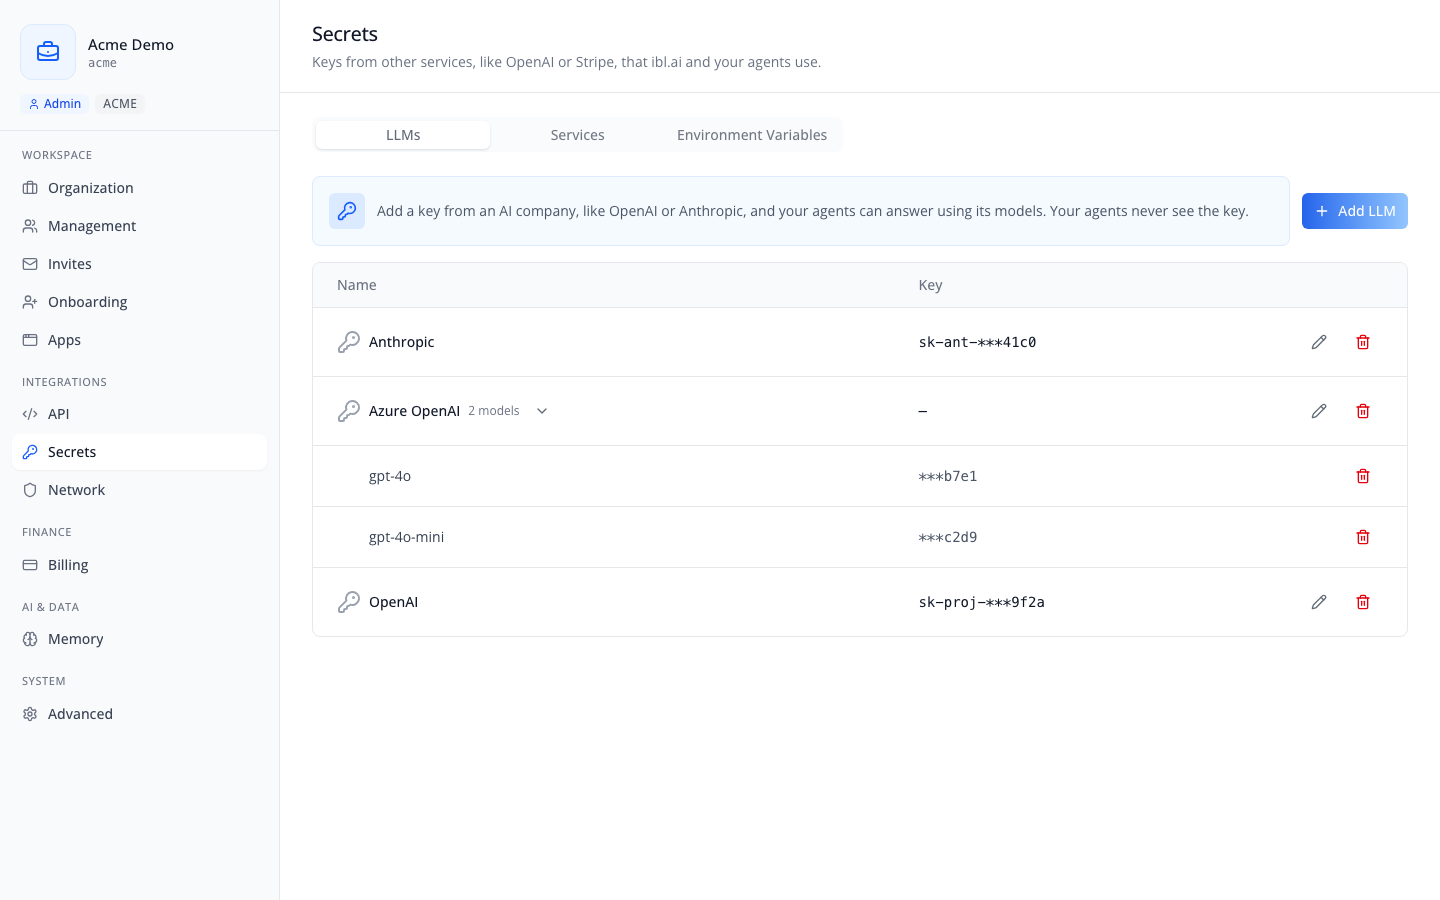 Acme Demo
acme
Admin
ACME
WORKSPACE
Organization
Management
Invites
Onboarding
Apps
INTEGRATIONS
API
Secrets
Network
FINANCE
Billing
AI & DATA
Memory
SYSTEM
Advanced
Secrets
Keys from other services, like OpenAI or Stripe, that ibl.ai and your agents use.
LLMs
Services
Environment Variables
Add a key from an AI company, like OpenAI or Anthropic, and your agents can answer using its models. Your agents never see the key.
+ Add LLM
Name
Key
Anthropic
sk-ant-***41c0
Azure OpenAI 2 models
—
gpt-4o
***b7e1
gpt-4o-mini
***c2d9
OpenAI
sk-proj-***9f2a